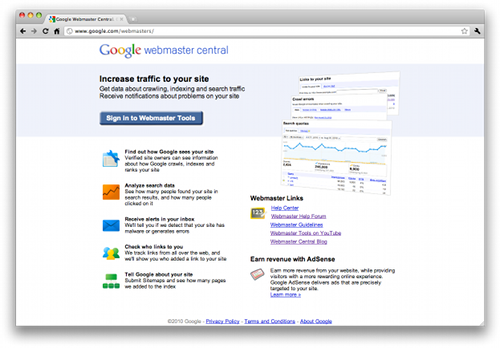 Google Webmaster Central
www.google.com/webmasters/
Google webmaster central
Increase traffic to your site
Get data about crawling, indexing and search traffic
Receive notifications about problems on your site
Sign in to Webmaster Tools
Links to your site
Crawl errors
Search queries
Find out how Google sees your site
Verified site owners can see information
about how Google crawls, indexes and
ranks your site
Analyze search data
See how many people found your site in
search results, and how many people
clicked on it
Receive alerts in your inbox
We'll tell you if we detect that your site has
malware or generates errors
Check who links to you
We track links from all over the web, and
we'll show you who added a link to your site
Tell Google about your site
Submit Sitemaps and see how many pages
we added to the index
Webmaster Links
123
Help Center
Webmaster Help Forum
Webmaster Guidelines
Webmaster Tools on YouTube
Webmaster Central Blog
Earn revenue with AdSense
Earn more revenue from your website, while providing
visitors with a more rewarding online experience.
Google AdSense delivers ads that are precisely
targeted to your site.
Learn more »
©2010 Google - Privacy Policy - Terms and Conditions - About Google